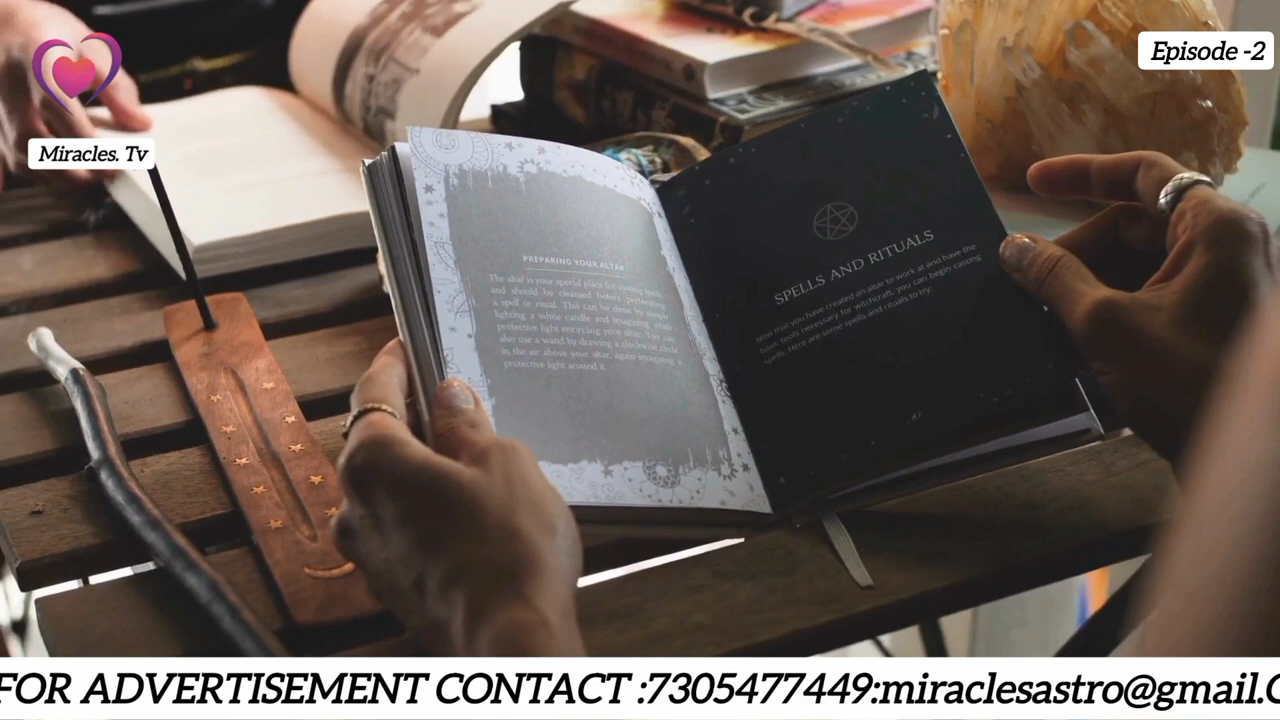 Miracles. Tv
Episode -2
PREPARING YOUR ALTAR
The altar is your special place for casting spells,
and should be cleansed before performing
a spell or ritual. This can be done by simply
lighting a white candle and imagining white
protective light encircling your altar. You can
also use a wand by drawing a clockwise circle
in the air above your altar, again imagining a
protective light around it.
SPELLS AND RITUALS
Now that you have created an altar to work at and have the
basic tools necessary for witchcraft, you can begin casting
spells. Here are some spells and rituals to try:
FOR ADVERTISEMENT CONTACT :7305477449:miraclesastro@gmail.